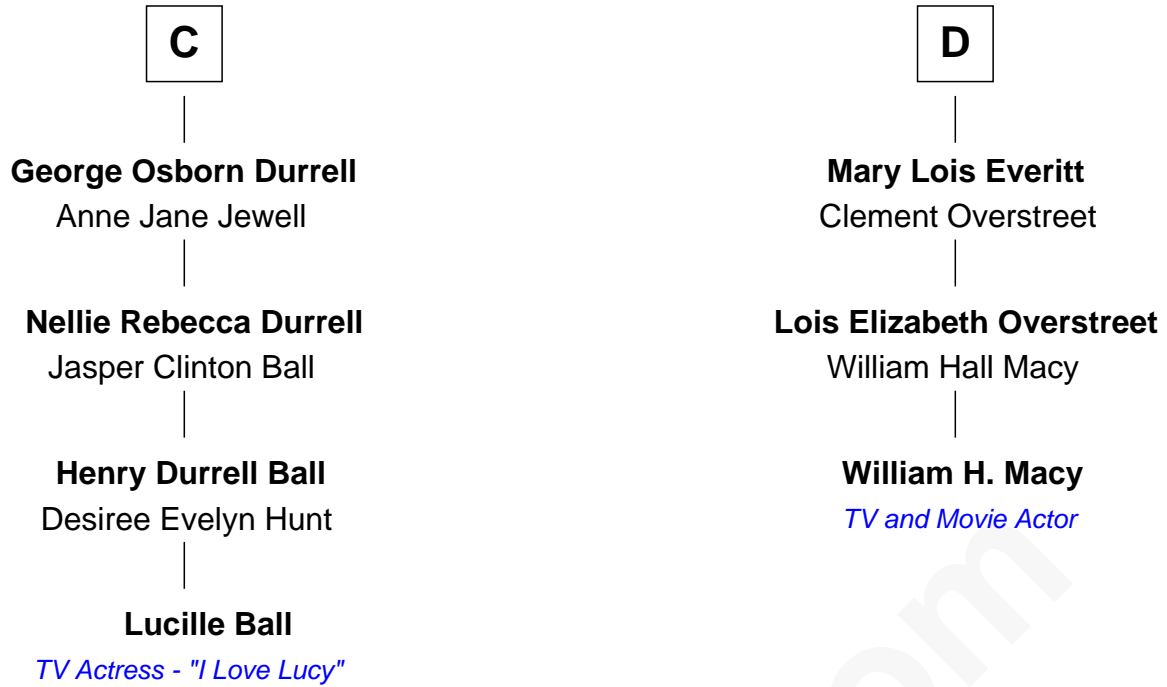 C
George Osborn Durrell
Anne Jane Jewell
Nellie Rebecca Durrell
Jasper Clinton Ball
Henry Durrell Ball
Desiree Evelyn Hunt
Lucille Ball
TV Actress - "I Love Lucy"
D
Mary Lois Everitt
Clement Overstreet
Lois Elizabeth Overstreet
William Hall Macy
William H. Macy
TV and Movie Actor
om